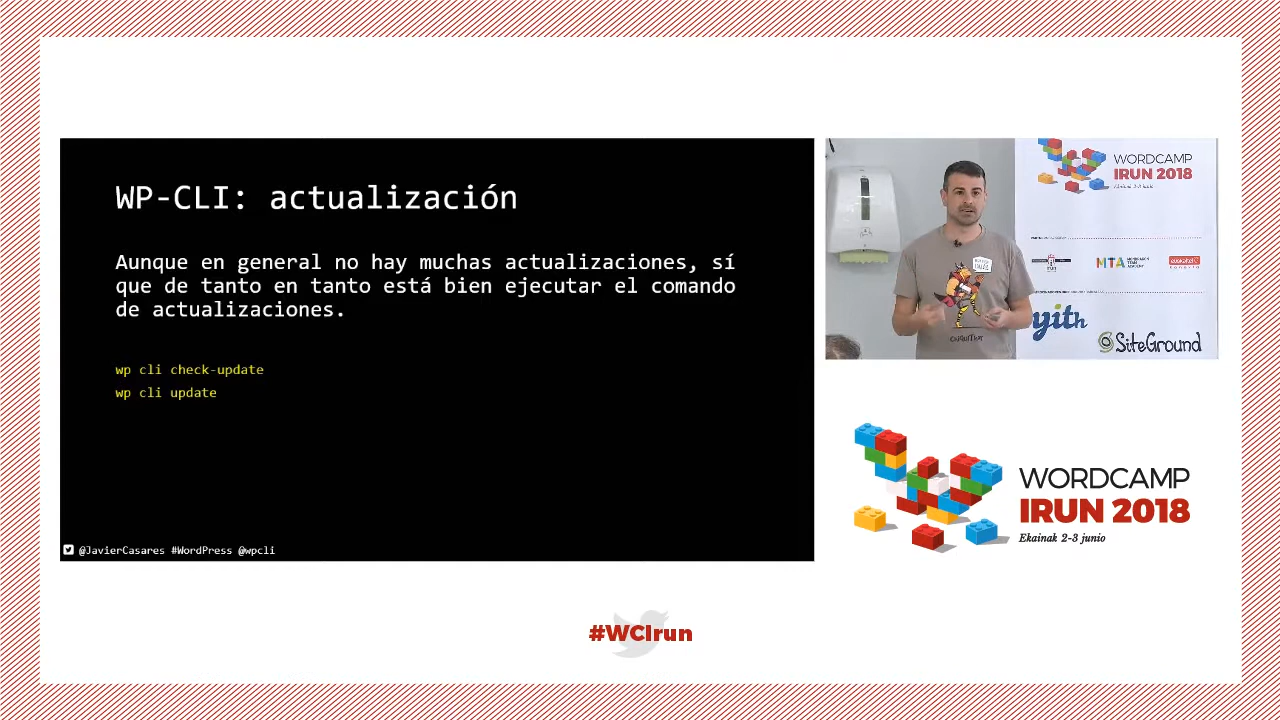 WP-CLI: actualización
Aunque en general no hay muchas actualizaciones, sí
que de tanto en tanto está bien ejecutar el comando
de actualizaciones.
wp cli check-update
wp cli update
@JavierCasares #WordPress @wpcli
WORDCAMP
IRUN 2018
MTA
yith
SiteGround
WORDCAMP
IRUN 2018
Ekainak 2-3 junio
#WCIrun